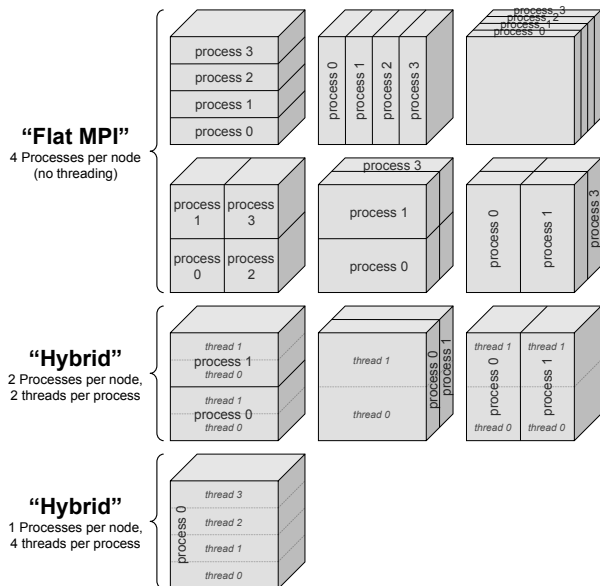 "Flat MPI"
4 Processes per node
(no threading)
process 3
process 2
process 1
process 0
process 0
process 1
process 2
process 3
process 3
process 2
process 1
process 0
process
1
process
3
process
0
process
2
process 3
process 1
process 0
process 0
process 1
process 3
"Hybrid"
2 Processes per node,
2 threads per process
thread 1
process 1
thread 0
thread 1
process 0
thread 0
thread 1
thread 0
process 0
process 1
thread 1
thread 1
process 0
process 1
thread 0
thread 0
"Hybrid"
1 Processes per node,
4 threads per process
process 0
thread 3
thread 2
thread 1
thread 0